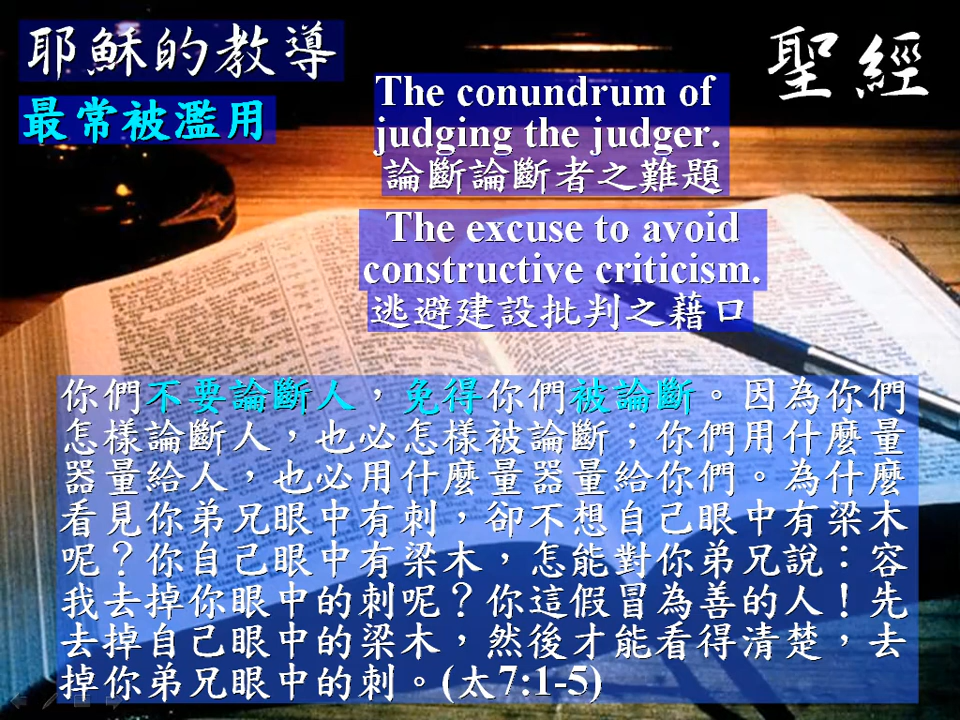 耶穌的教導
聖經
最常被濫用
The conundrum of
judging the judger.
論斷論斷者之難題
The excuse to avoid
constructive criticism.
逃避建設批判之藉口
你們不要論斷人，免得你們被論斷。因為你們
怎樣論斷人，也必怎樣被論斷；你們用什麼量
器量給人，也必用什麼量器量給你們。為什麼
看見你弟兄眼中有刺，卻不想自己眼中有梁木
呢？你自己眼中有梁木，怎能對你弟兄說：容
我去掉你眼中的刺呢？你這假冒為善的人！先
去掉自己眼中的梁木，然後才能看得清楚，去
掉你弟兄眼中的刺。(太7:1-5)